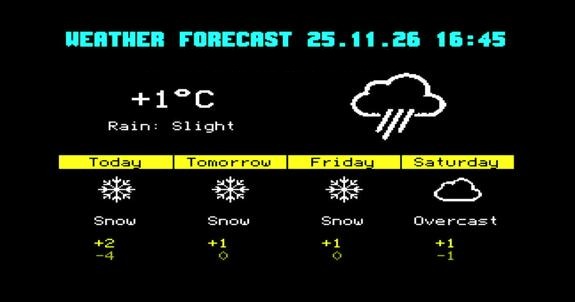 WEATHER FORECAST 25.11.26 16:45
+1°C
Rain: Slight
Today Tomorrow Friday Saturday
Snow Snow Snow Overcast
+2 +1 +1 +1
-4 0 0 -1